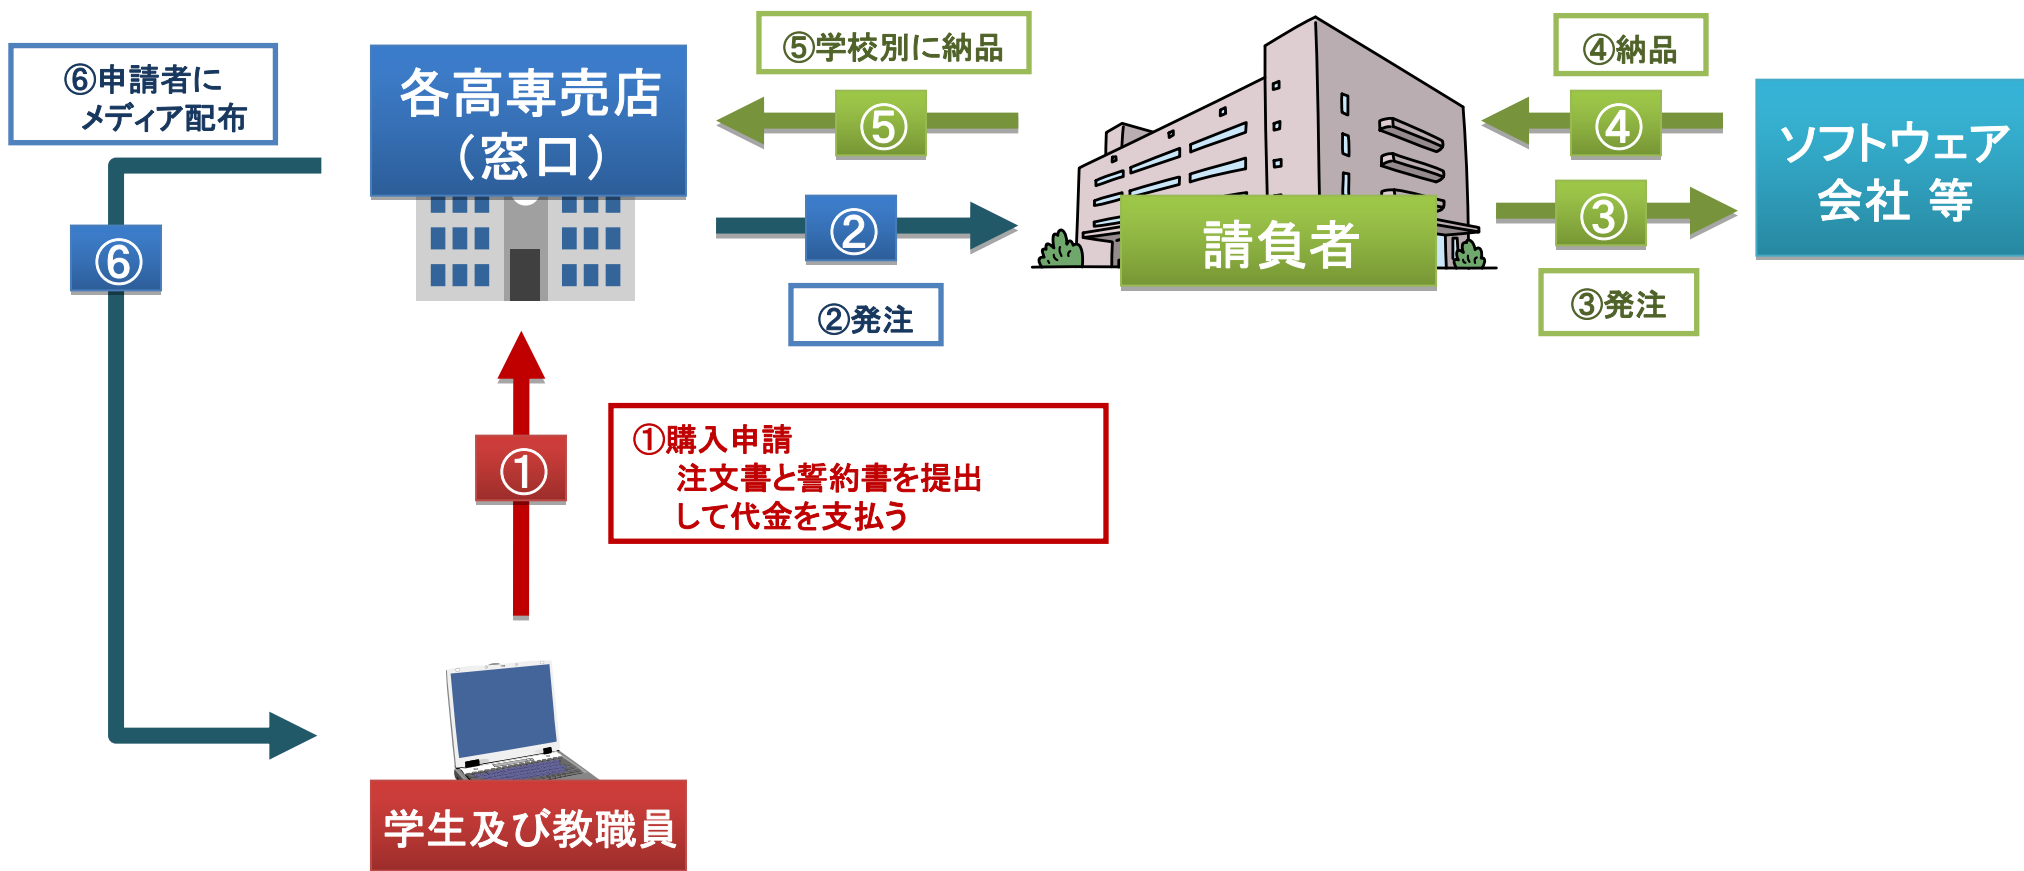 ⑥申請者に
メディア配布
各高専売店
（窓口）
⑤学校別に納品
④納品
⑤
④
ソフトウェア
会社 等
②
③
請負者
⑥
②発注
③発注
①
①購入申請
注文書と誓約書を提出
して代金を支払う
学生及び教職員